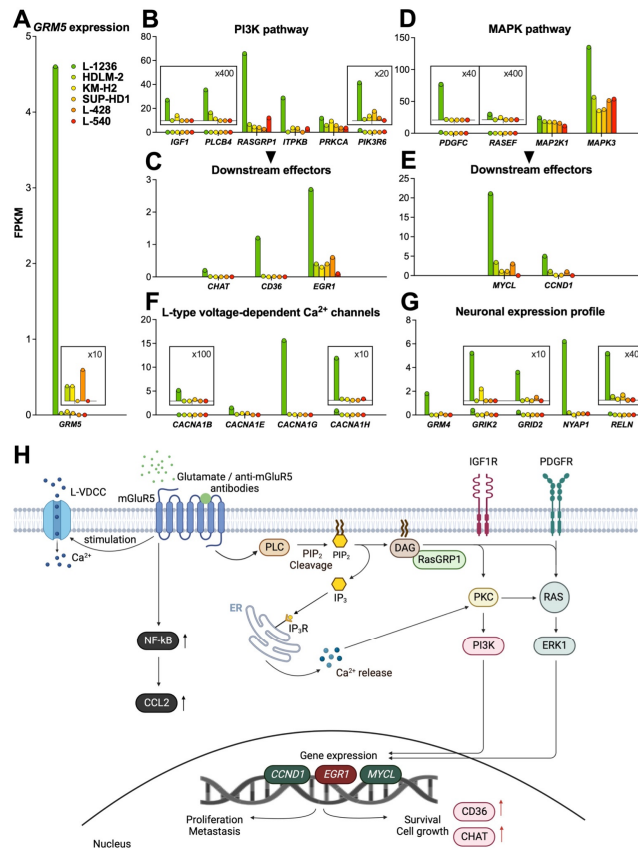 A
GRM5 expression
L-1236
HDLM-2
KM-H2
SUP-HD1
L-428
L-540
FPKM
5
4
3
2
1
0
x10
GRM5
B
PI3K pathway
80
60
40
20
0
x400
x20
IGF1 PLCB4 RASGRP1 ITPKB PRKCA PIK3R6
C
Downstream effectors
3
2
1
0
CHAT CD36 EGR1
D
MAPK pathway
150
100
50
0
x40
x400
PDGFC RASEF MAP2K1 MAPK3
E
Downstream effectors
25
20
15
10
5
0
MYCL CCND1
F
L-type voltage-dependent Ca²⁺ channels
20
15
10
5
0
x100
x10
CACNA1B CACNA1E CACNA1G CACNA1H
G
Neuronal expression profile
8
6
4
2
0
x10
x40
GRM4 GRIK2 GRID2 NYAP1 RELN
H
Glutamate / anti-mGluR5
antibodies
L-VDCC
mGluR5
IGF1R
PDGFR
stimulation
Ca²⁺
PLC
PIP₂
Cleavage
PIP₂
DAG
RasGRP1
IP₃
ER
IP₃R
Ca²⁺ release
PKC
RAS
NF-kB
PI3K
ERK1
CCL2
Gene expression
CCND1
EGR1
MYCL
Proliferation
Metastasis
Survival
Cell growth
CD36
CHAT
Nucleus